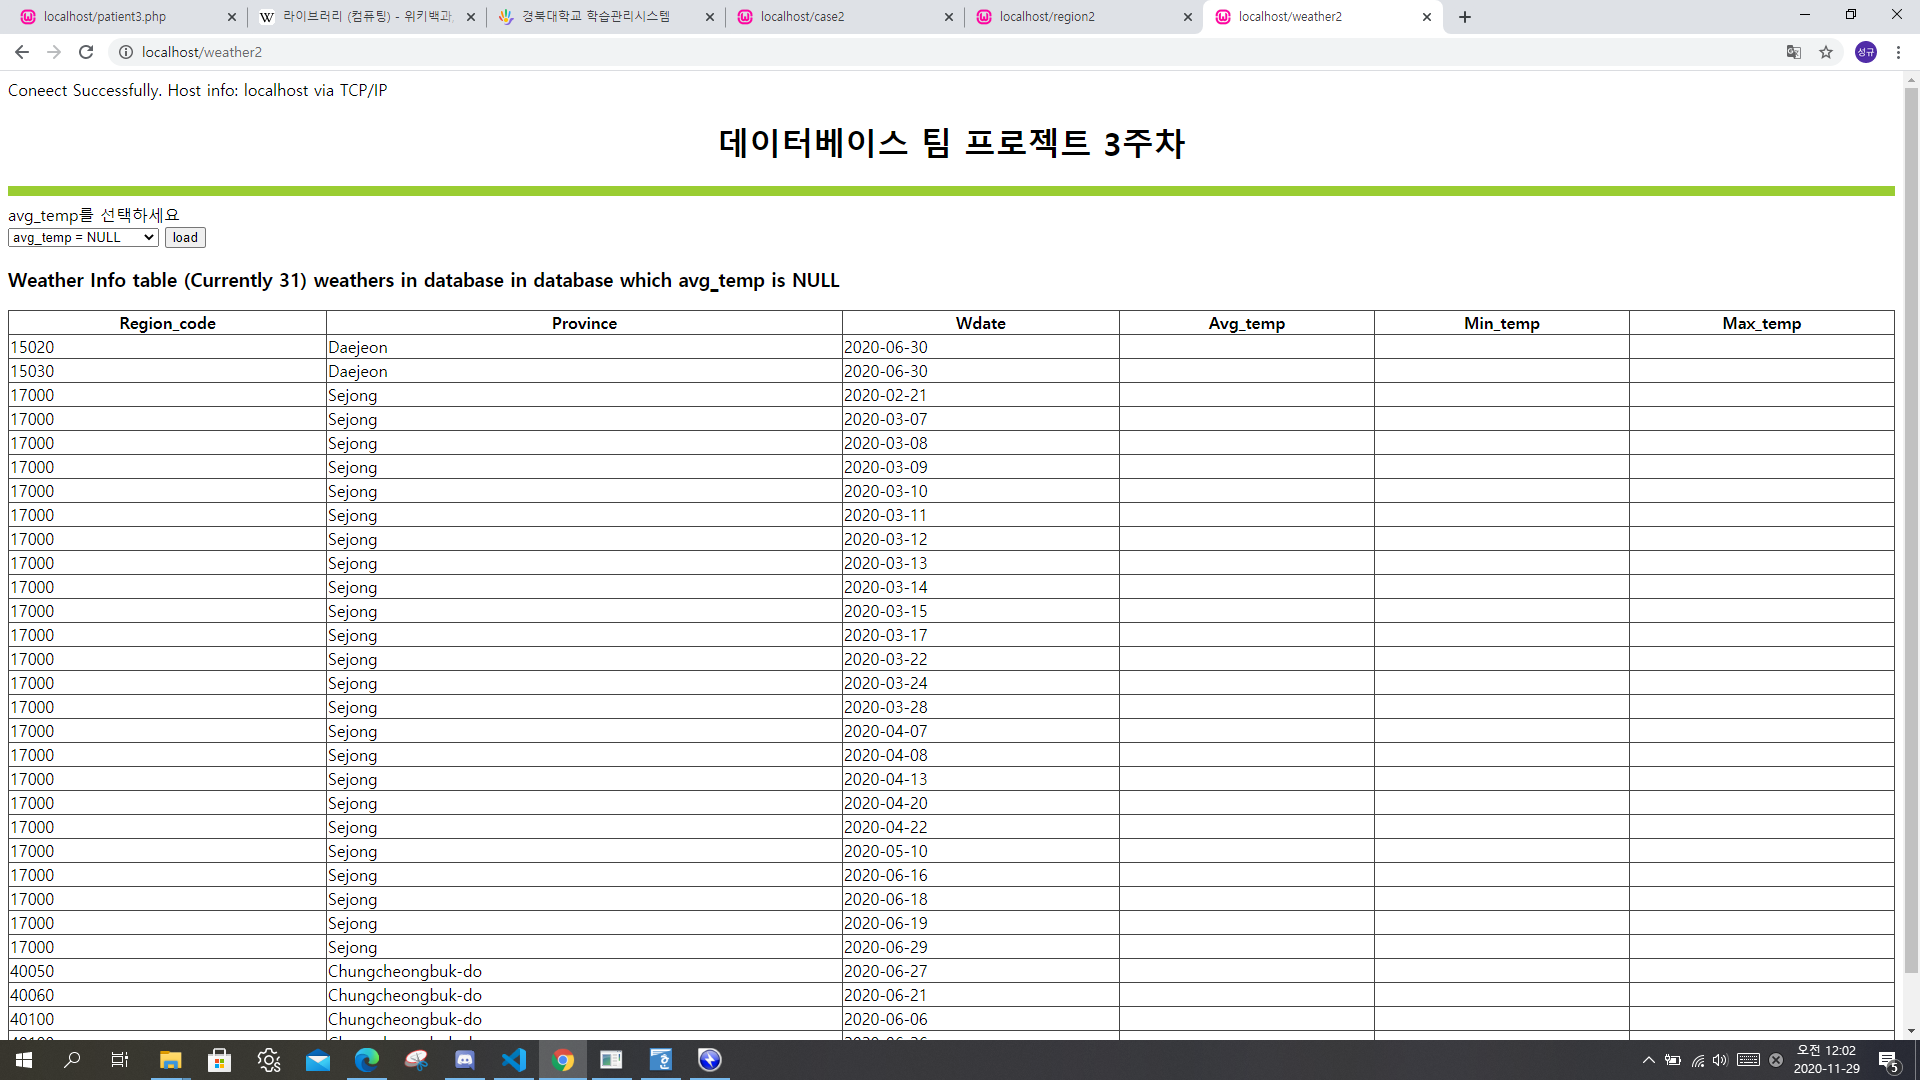 localhost/patient3.php
라이브러리 (컴퓨팅) - 위키백과,
경북대학교 학습관리시스템
localhost/case2
localhost/region2
localhost/weather2
localhost/weather2
성규
Coneect Successfully. Host info: localhost via TCP/IP
데이터베이스 팀 프로젝트 3주차
avg_temp를 선택하세요
avg_temp = NULL load
Weather Info table (Currently 31) weathers in database in database which avg_temp is NULL
Region_code Province Wdate Avg_temp Min_temp Max_temp
15020 Daejeon 2020-06-30
15030 Daejeon 2020-06-30
17000 Sejong 2020-02-21
17000 Sejong 2020-03-07
17000 Sejong 2020-03-08
17000 Sejong 2020-03-09
17000 Sejong 2020-03-10
17000 Sejong 2020-03-11
17000 Sejong 2020-03-12
17000 Sejong 2020-03-13
17000 Sejong 2020-03-14
17000 Sejong 2020-03-15
17000 Sejong 2020-03-17
17000 Sejong 2020-03-22
17000 Sejong 2020-03-24
17000 Sejong 2020-03-28
17000 Sejong 2020-04-07
17000 Sejong 2020-04-08
17000 Sejong 2020-04-13
17000 Sejong 2020-04-20
17000 Sejong 2020-04-22
17000 Sejong 2020-05-10
17000 Sejong 2020-06-16
17000 Sejong 2020-06-18
17000 Sejong 2020-06-19
17000 Sejong 2020-06-29
40050 Chungcheongbuk-do 2020-06-27
40060 Chungcheongbuk-do 2020-06-21
40100 Chungcheongbuk-do 2020-06-06
오전 12:02
2020-11-29
5